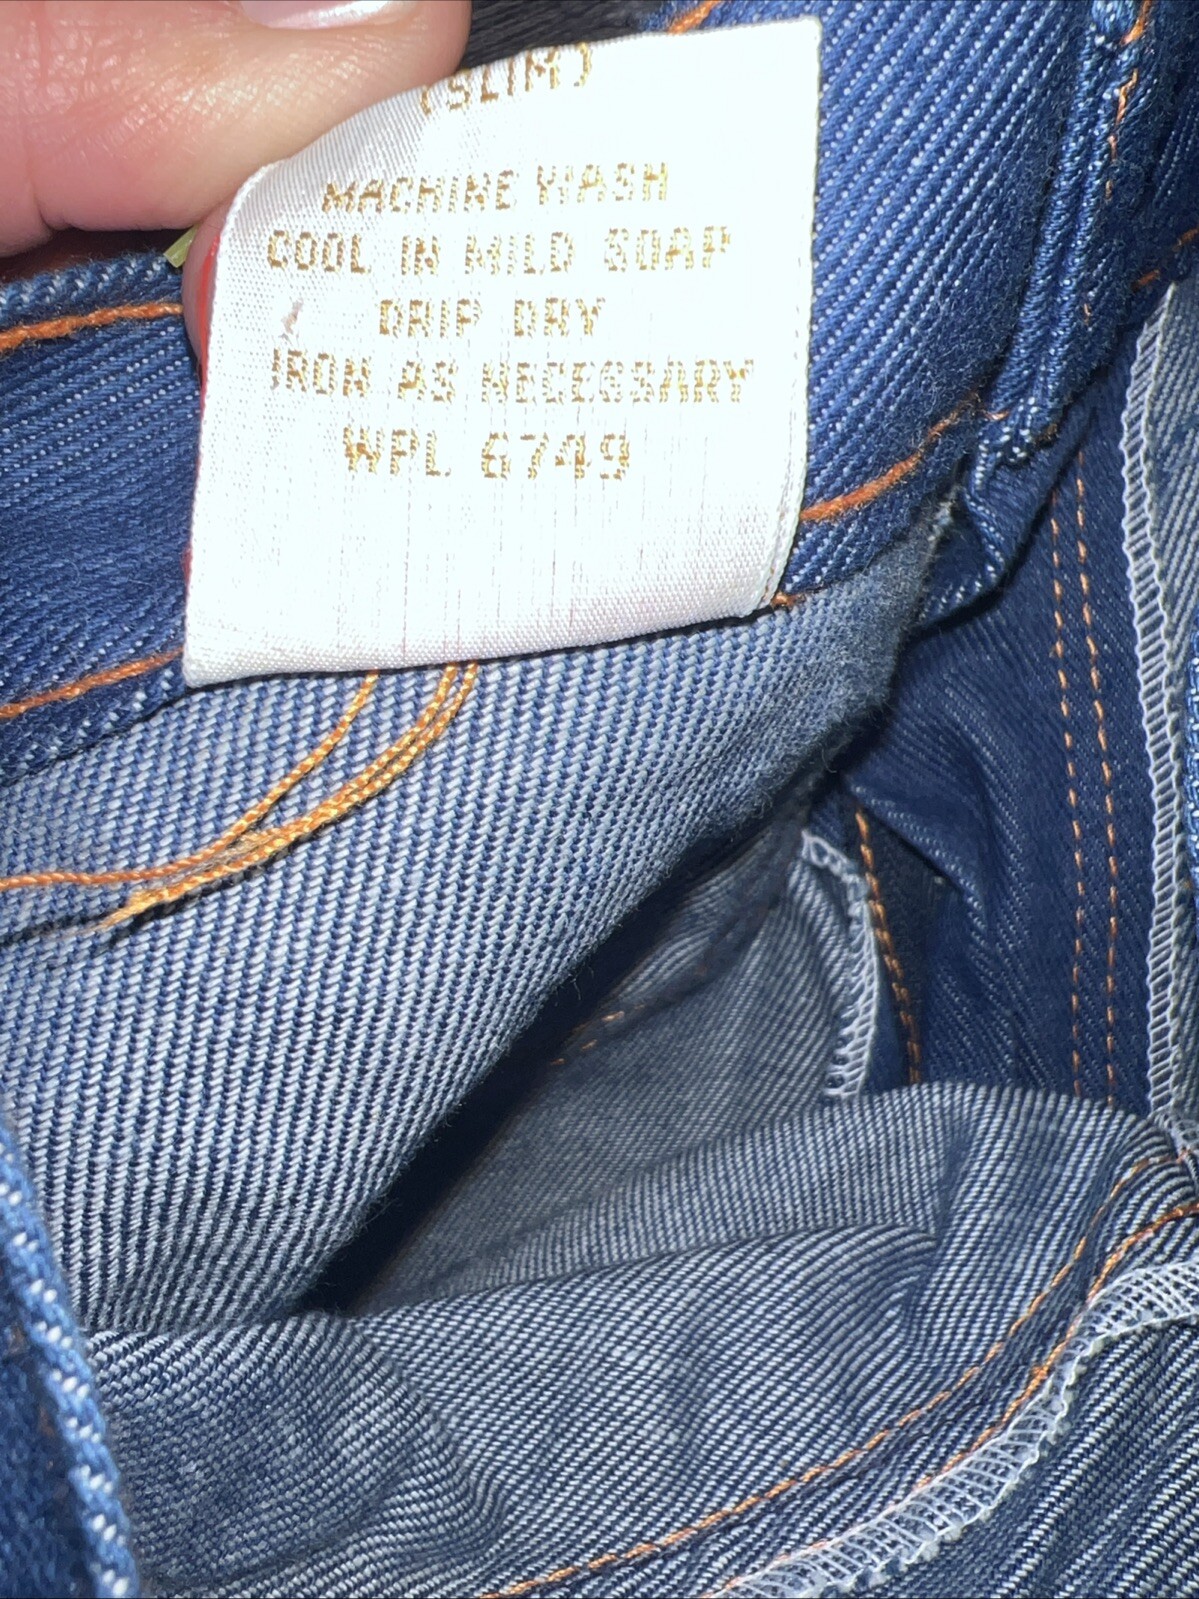 (SLIM)
MACHINE WASH
COOL IN MILD SOAP
DRIP DRY
IRON AS NECESSARY
WPL 6749